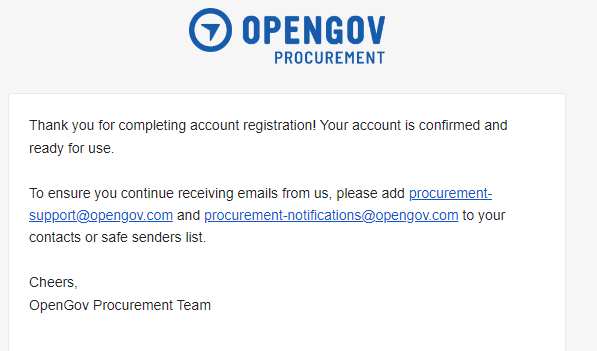 OPENGOV
PROCUREMENT
Thank you for completing account registration! Your account is confirmed and
ready for use.
To ensure you continue receiving emails from us, please add procurement-
support@opengov.com and procurement-notifications@opengov.com to your
contacts or safe senders list.
Cheers,
OpenGov Procurement Team